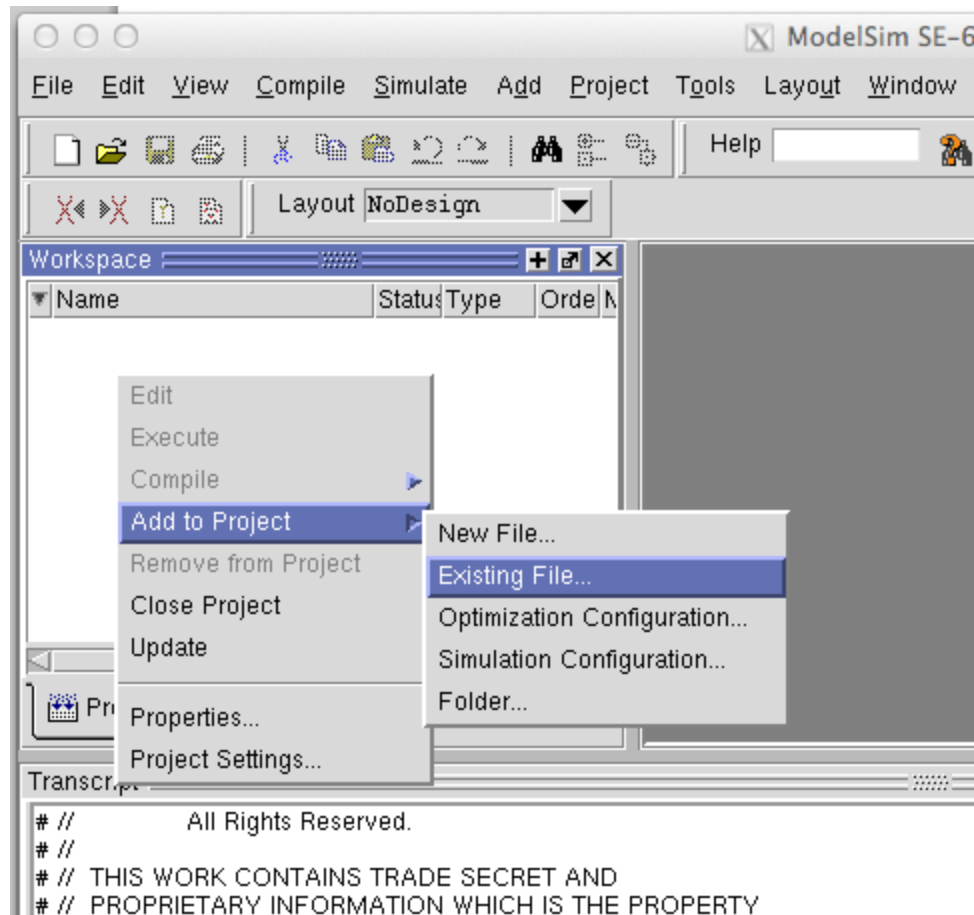 ModelSim SE-6
File Edit View Compile Simulate Add Project Tools Layout Window
Help
Layout NoDesign
Workspace
Name Status Type Orde
Edit
Execute
Compile
Add to Project
Remove from Project
Close Project
Update
Properties...
Project Settings...
New File...
Existing File...
Optimization Configuration...
Simulation Configuration...
Folder...
Transcript
# // All Rights Reserved.
# //
# // THIS WORK CONTAINS TRADE SECRET AND
# // PROPRIETARY INFORMATION WHICH IS THE PROPERTY